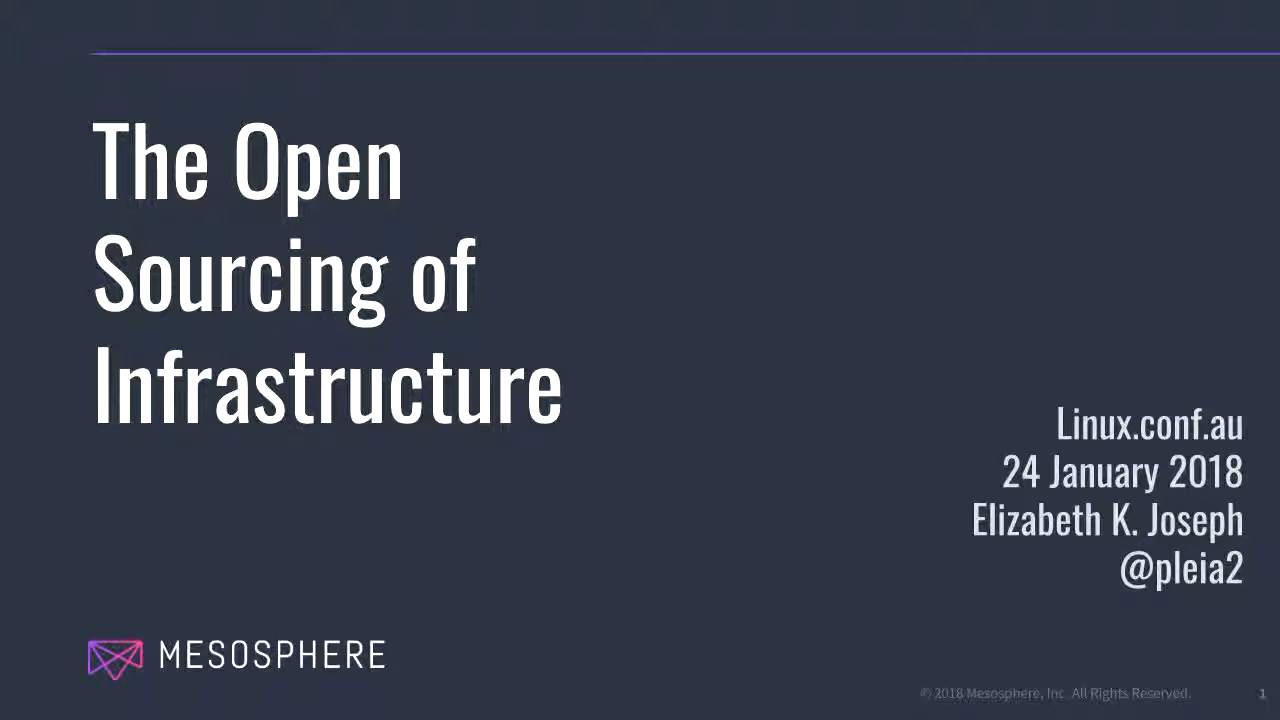 The Open
Sourcing of
Infrastructure
Linux.conf.au
24 January 2018
Elizabeth K. Joseph
@pleia2
MESOSPHERE
© 2018 Mesosphere, Inc. All Rights Reserved.
1